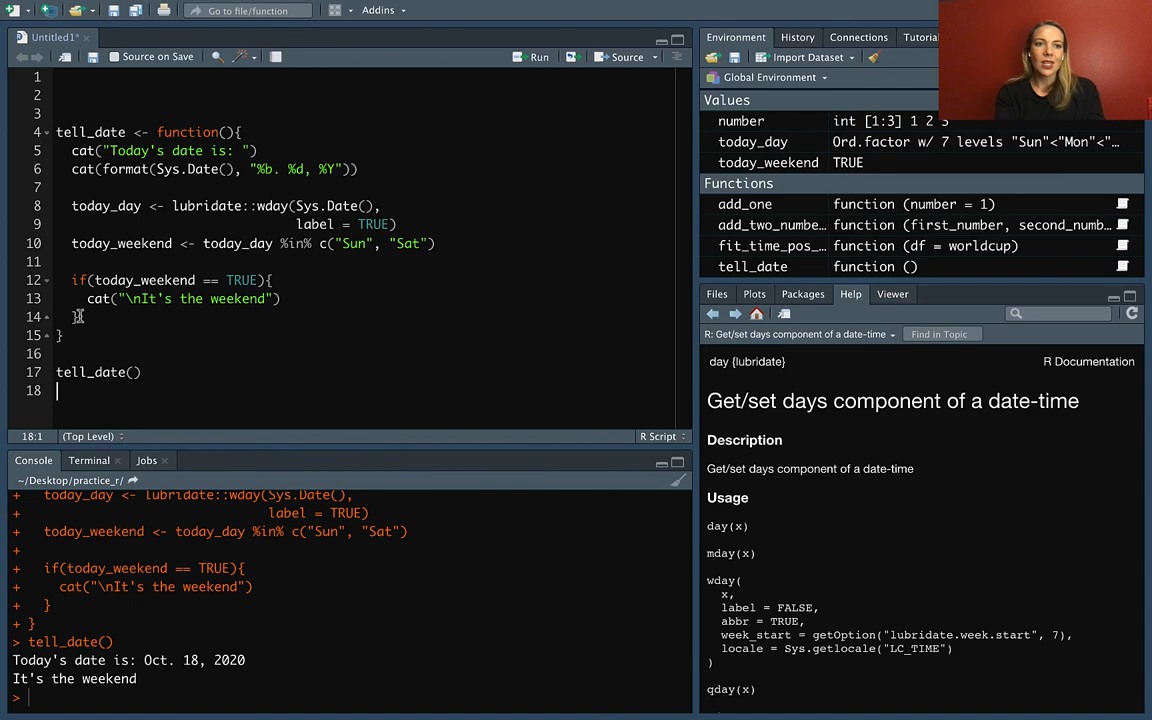 Go to file/function
Addins
Untitled1*
Source on Save
Run
Source
1
2
3
4 tell_date <- function(){
5 cat("Today's date is: ")
6 cat(format(Sys.Date(), "%b. %d, %Y"))
7
8 today_day <- lubridate::wday(Sys.Date(),
9 label = TRUE)
10 today_weekend <- today_day %in% c("Sun", "Sat")
11
12 if(today_weekend == TRUE){
13 cat("\nIt's the weekend")
14 }
15 }
16
17 tell_date()
18
18:1 (Top Level) R Script
Console Terminal Jobs
~/Desktop/practice_r/
+ today_day <- lubridate::wday(Sys.Date(),
+ label = TRUE)
+ today_weekend <- today_day %in% c("Sun", "Sat")
+
+ if(today_weekend == TRUE){
+ cat("\nIt's the weekend")
+ }
+ }
> tell_date()
Today's date is: Oct. 18, 2020
It's the weekend
>
Environment History Connections Tutorial
Import Dataset
Global Environment
Values
number int [1:3] 1 2 3
today_day Ord.factor w/ 7 levels "Sun"<"Mon"<"…
today_weekend TRUE
Functions
add_one function (number = 1)
add_two_numbe… function (first_number, second_numb…
fit_time_pos_… function (df = worldcup)
tell_date function ()
Files Plots Packages Help Viewer
R: Get/set days component of a date-time Find in Topic
day {lubridate} R Documentation
Get/set days component of a date-time
Description
Get/set days component of a date-time
Usage
day(x)
mday(x)
wday(
x,
label = FALSE,
abbr = TRUE,
week_start = getOption("lubridate.week.start", 7),
locale = Sys.getlocale("LC_TIME")
)
qday(x)